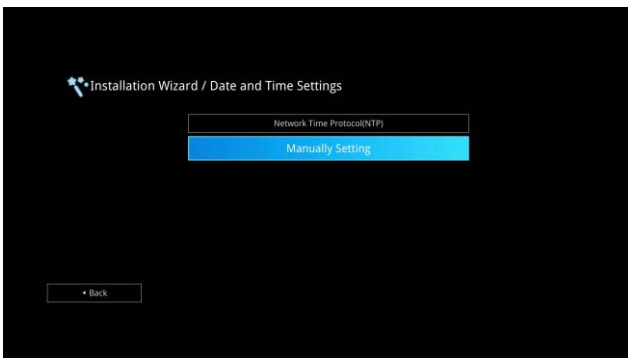 Installation Wizard / Date and Time Settings
Network Time Protocol(NTP)
Manually Setting
Back